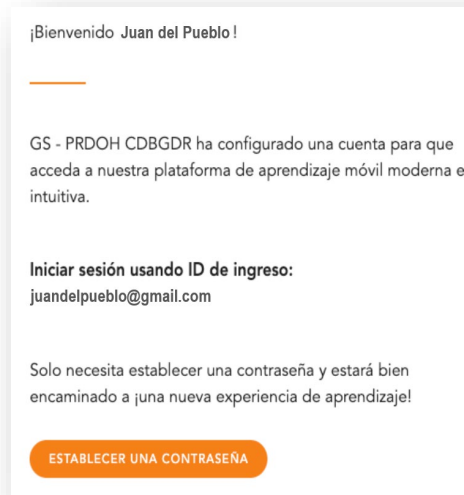 ¡Bienvenido Juan del Pueblo!
GS - PRDOH CDBGDR ha configurado una cuenta para que
acceda a nuestra plataforma de aprendizaje móvil moderna e
intuitiva.
Iniciar sesión usando ID de ingreso:
juandelpueblo@gmail.com
Solo necesita establecer una contraseña y estará bien
encaminado a ¡una nueva experiencia de aprendizaje!
ESTABLECER UNA CONTRASEÑA